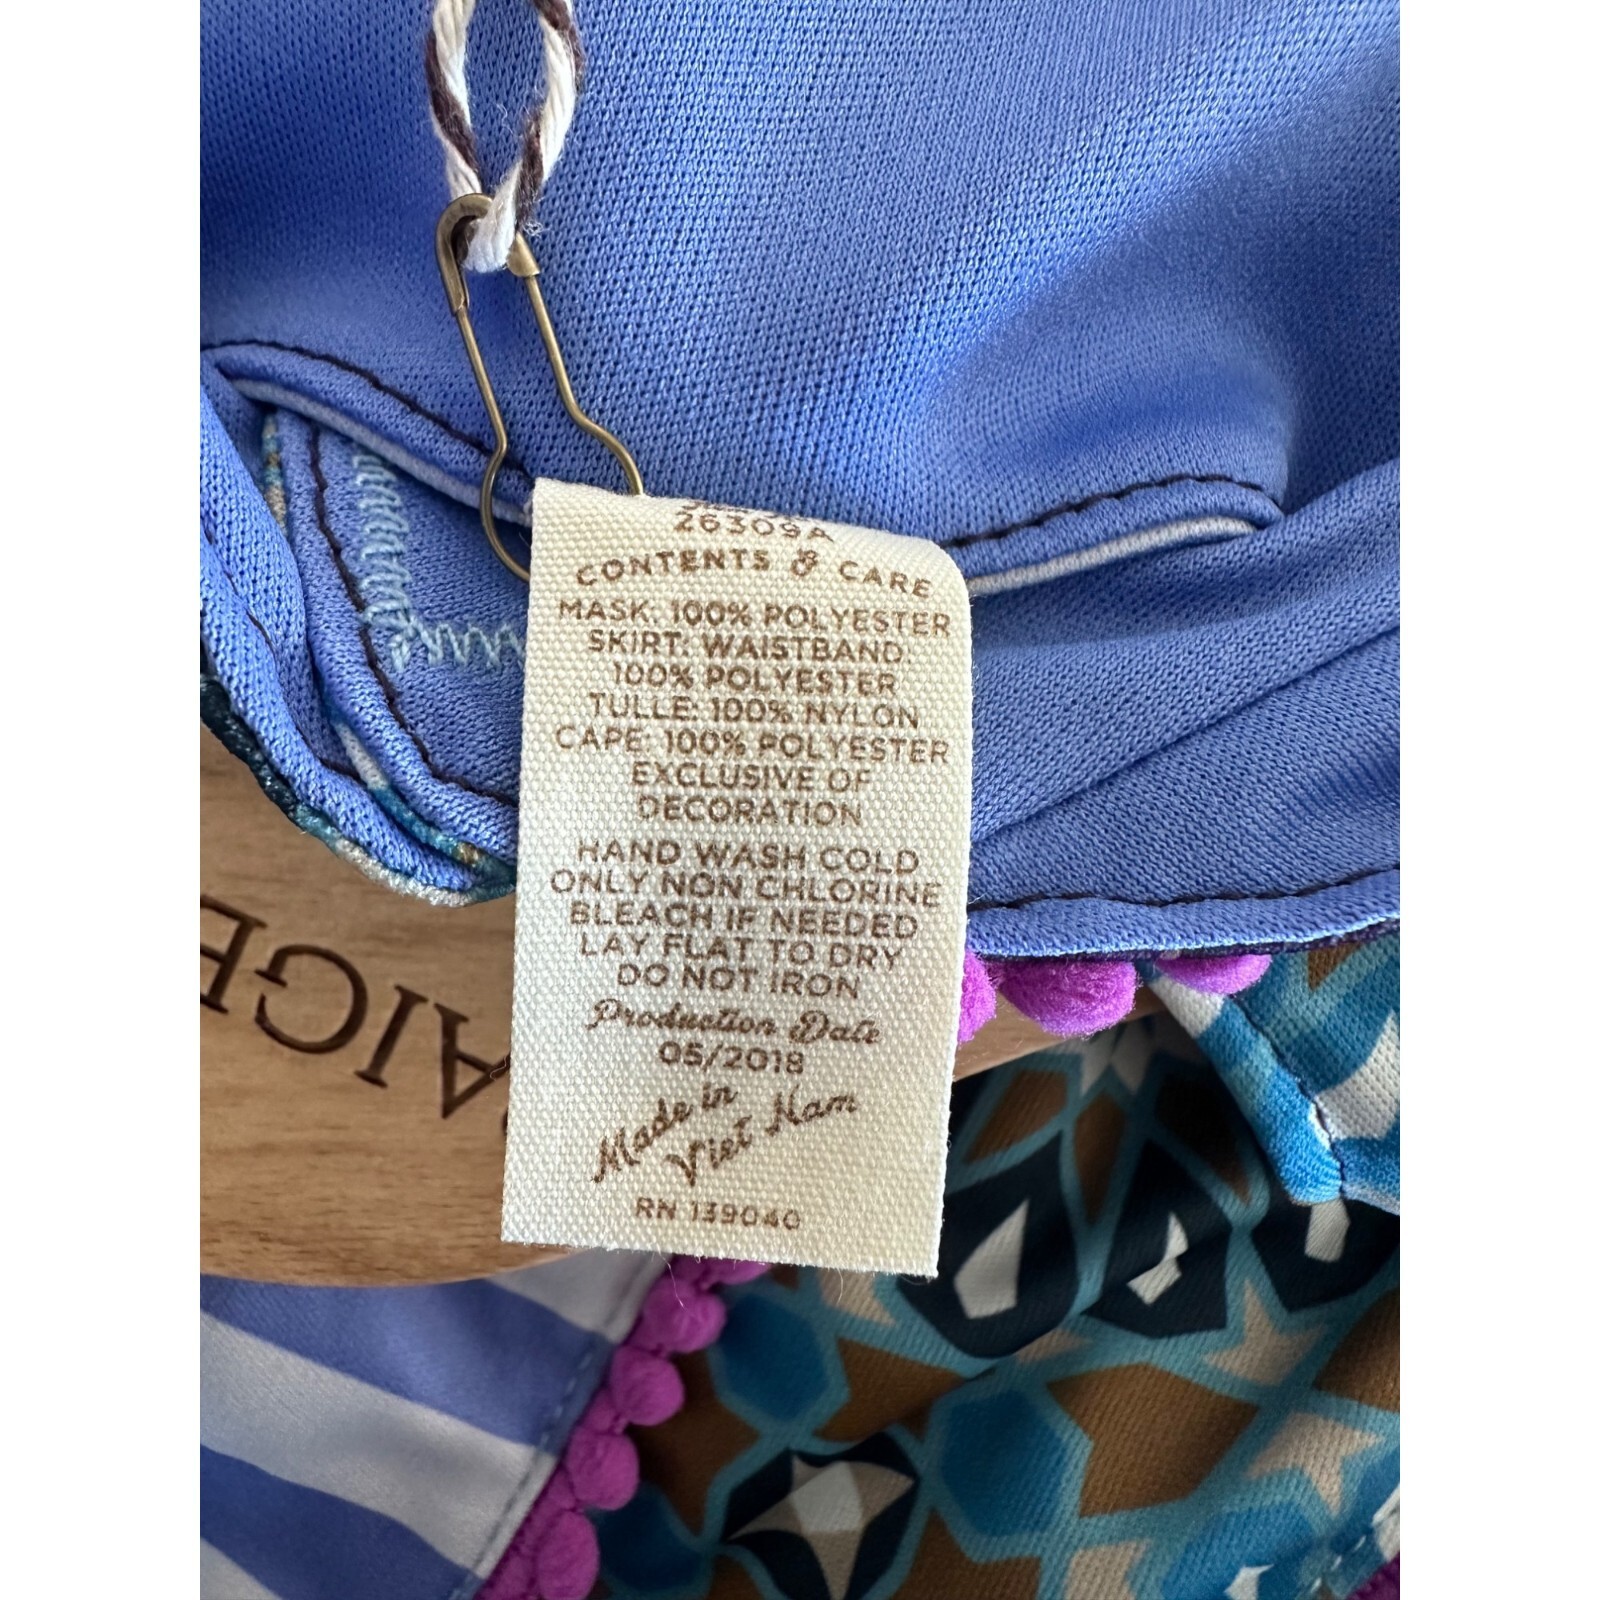 26309A
CONTENTS & CARE
MASK: 100% POLYESTER
SKIRT: WAISTBAND:
100% POLYESTER
TULLE: 100% NYLON
CAPE: 100% POLYESTER
EXCLUSIVE OF
DECORATION
HAND WASH COLD
ONLY NON CHLORINE
BLEACH IF NEEDED
LAY FLAT TO DRY
DO NOT IRON
Production Date
05/2018
Made in
Viet Nam
RN 139040
AIGE